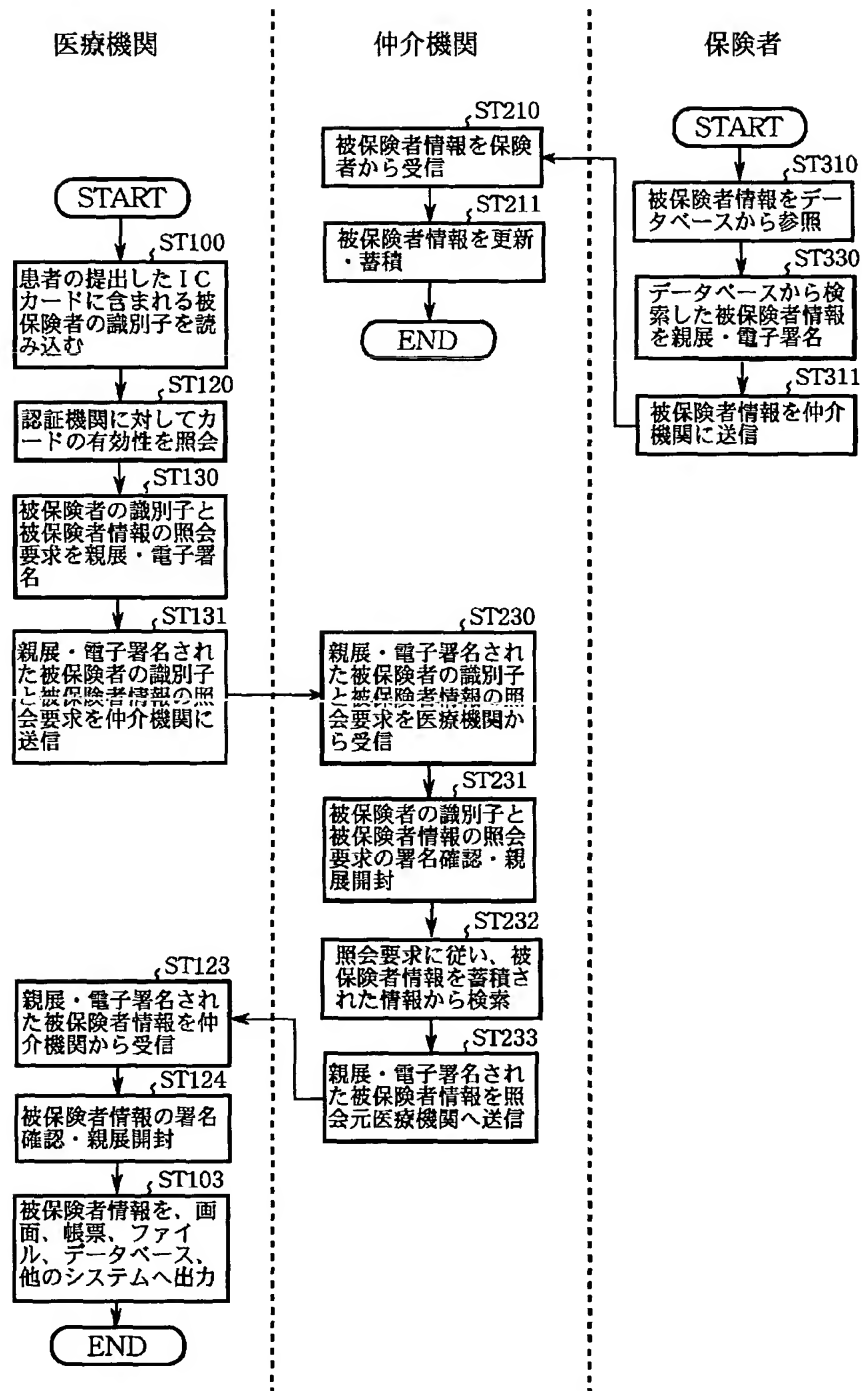 医療機関
仲介機関
保険者
START
ST100
患者の提出したIC
カードに含まれる被
保険者の識別子を読
み込む
ST120
認証機関に対してカ
ードの有効性を照会
ST130
被保険者の識別子と
被保険者情報の照会
要求を親展・電子署
名
ST131
親展・電子署名され
た被保険者の識別子
と被保険者情報の照
会要求を仲介機関に
送信
ST123
親展・電子署名され
た被保険者情報を仲
介機関から受信
ST124
被保険者情報の署名
確認・親展開封
ST103
被保険者情報を、画
面、帳票、ファイ
ル、データベース、
他のシステムへ出力
END
ST210
被保険者情報を保険
者から受信
ST211
被保険者情報を更新
・蓄積
END
ST230
親展・電子署名され
た被保険者の識別子
と被保険者情報の照
会要求を医療機関か
ら受信
ST231
被保険者の識別子と
被保険者情報の照会
要求の署名確認・親
展開封
ST232
照会要求に従い、被
保険者情報を蓄積さ
れた情報から検索
ST233
親展・電子署名され
た被保険者情報を照
会元医療機関へ送信
START
ST310
被保険者情報をデー
タベースから参照
ST330
データベースから検
索した被保険者情報
を親展・電子署名
ST311
被保険者情報を仲介
機関に送信